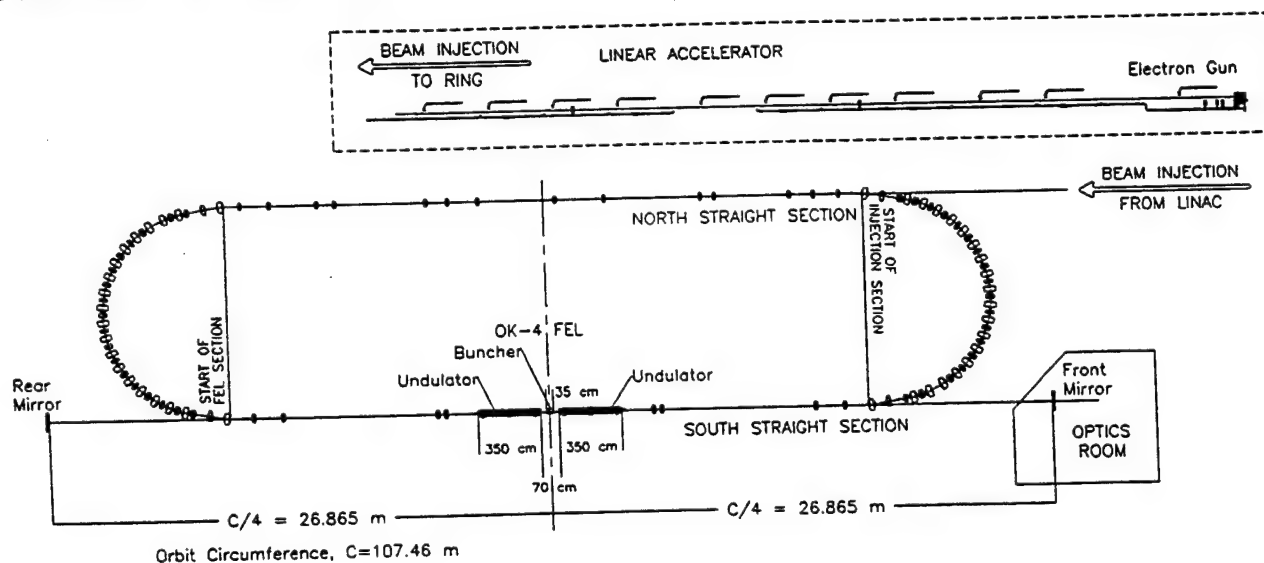 BEAM INJECTION
TO RING
LINEAR ACCELERATOR
Electron Gun
BEAM INJECTION
FROM LINAC
NORTH STRAIGHT SECTION
START OF
INJECTION SECTION
START OF
FEL SECTION
OK-4 FEL
Buncher
Undulator
35 cm
Undulator
Rear
Mirror
Front
Mirror
SOUTH STRAIGHT SECTION
OPTICS
ROOM
350 cm
350 cm
70 cm
C/4 = 26.865 m
C/4 = 26.865 m
Orbit Circumference, C=107.46 m